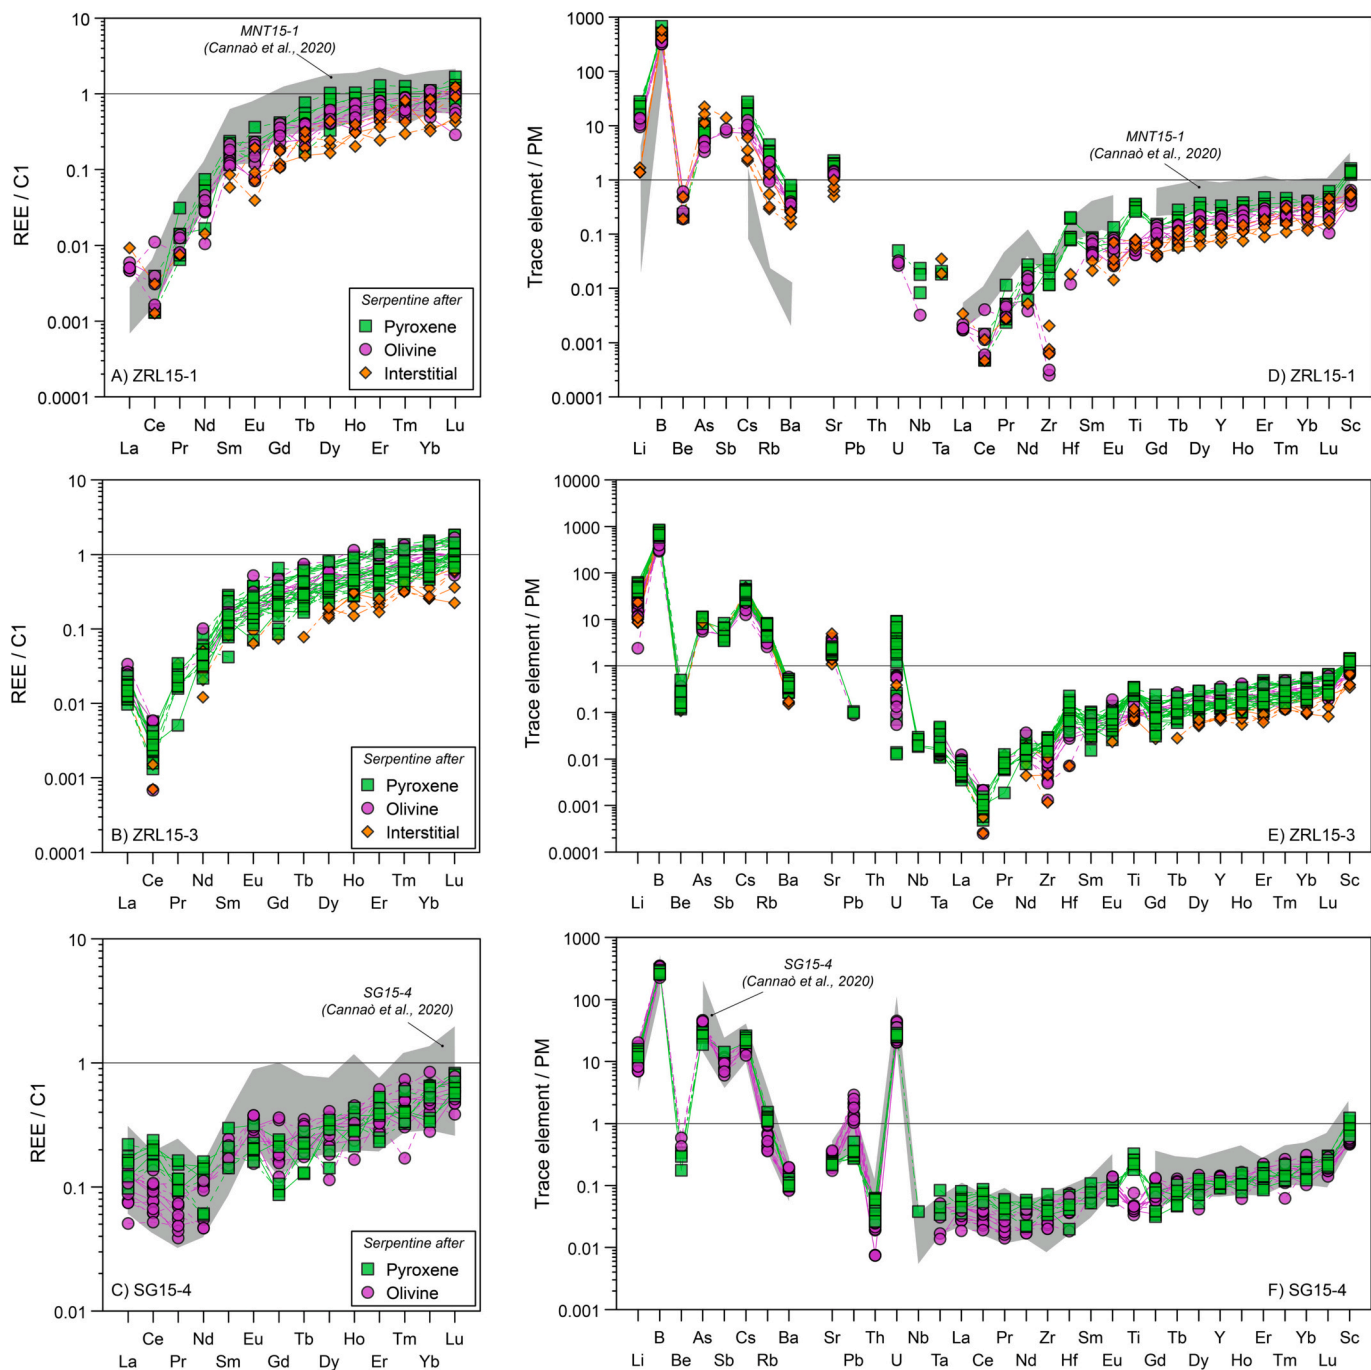 MNT15-1
(Cannaò et al., 2020)
REE / C1
10
1
0.1
0.01
0.001
0.0001
Serpentine after
Pyroxene
Olivine
Interstitial
A) ZRL15-1
Ce Nd Eu Tb Ho Tm Lu
La Pr Sm Gd Dy Er Yb
Trace elemet / PM
1000
100
10
1
0.1
0.01
0.001
0.0001
MNT15-1
(Cannaò et al., 2020)
D) ZRL15-1
B As Cs Ba Sr Th Nb La Pr Zr Sm Ti Tb Y Er Yb Sc
Li Be Sb Rb Pb U Ta Ce Nd Hf Eu Gd Dy Ho Tm Lu
REE / C1
10
1
0.1
0.01
0.001
0.0001
Serpentine after
Pyroxene
Olivine
Interstitial
B) ZRL15-3
Ce Nd Eu Tb Ho Tm Lu
La Pr Sm Gd Dy Er Yb
Trace element / PM
10000
1000
100
10
1
0.1
0.01
0.001
0.0001
E) ZRL15-3
B As Cs Ba Sr Th Nb La Pr Zr Sm Ti Tb Y Er Yb Sc
Li Be Sb Rb Pb U Ta Ce Nd Hf Eu Gd Dy Ho Tm Lu
REE / C1
10
1
0.1
0.01
SG15-4
(Cannaò et al., 2020)
Serpentine after
Pyroxene
Olivine
C) SG15-4
Ce Nd Eu Tb Ho Tm Lu
La Pr Sm Gd Dy Er Yb
Trace element / PM
1000
100
10
1
0.1
0.01
0.001
SG15-4
(Cannaò et al., 2020)
F) SG15-4
B As Cs Ba Sr Th Nb La Pr Zr Sm Ti Tb Y Er Yb Sc
Li Be Sb Rb Pb U Ta Ce Nd Hf Eu Gd Dy Ho Tm Lu